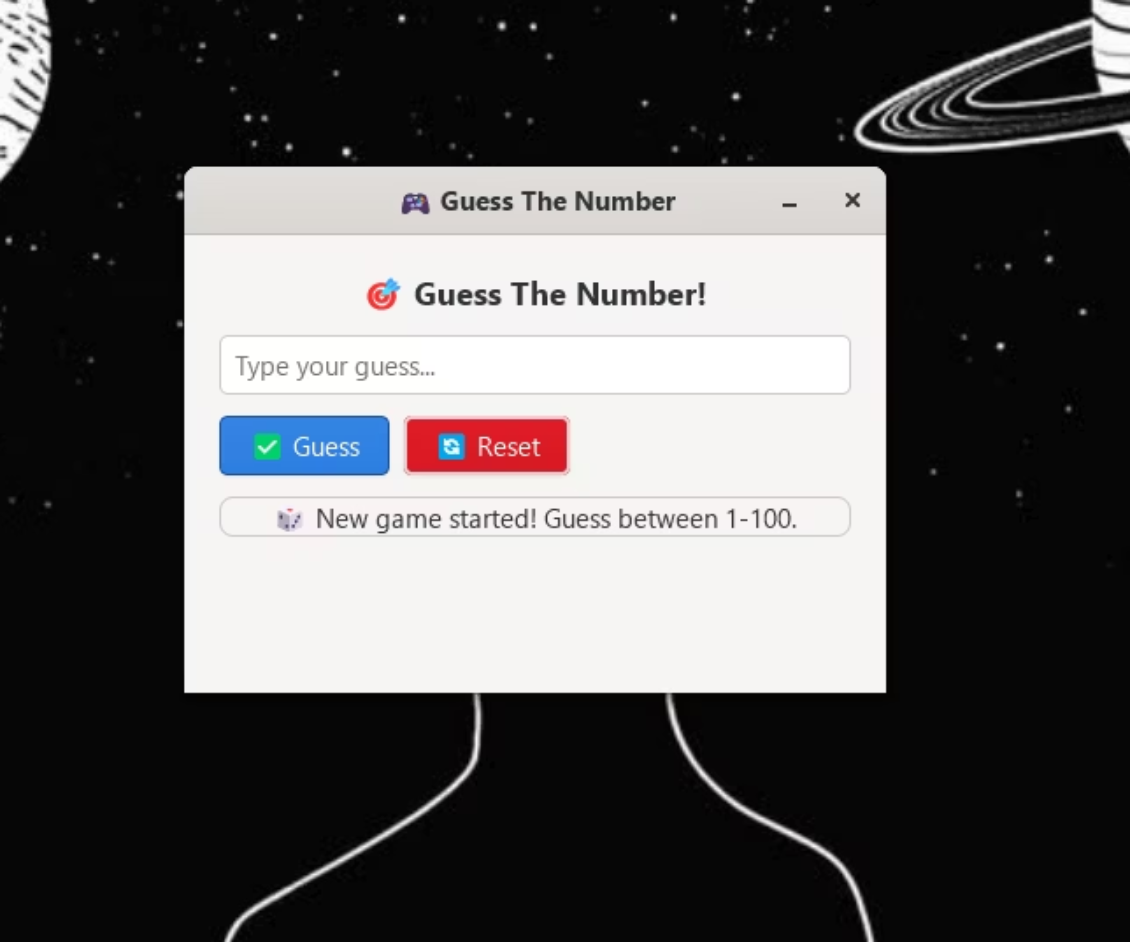 🎮 Guess The Number
🎯 Guess The Number!
Type your guess...
✅ Guess
🔄 Reset
🎲 New game started! Guess between 1-100.